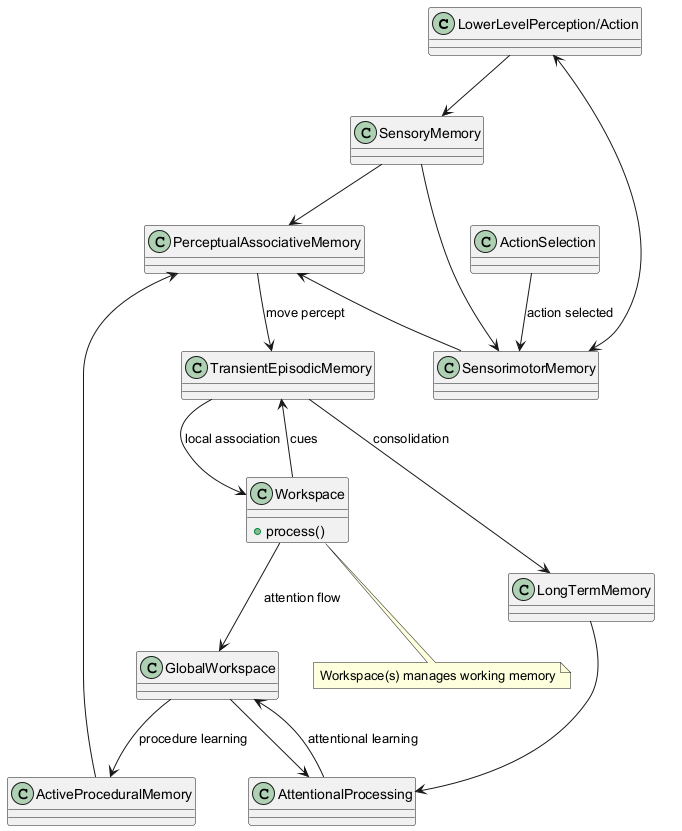 C LowerLevelPerception/Action
C SensoryMemory
C PerceptualAssociativeMemory
C ActionSelection
move percept
action selected
C TransientEpisodicMemory
C SensorimotorMemory
local association
cues
consolidation
C Workspace
process()
C LongTermMemory
attention flow
C GlobalWorkspace
Workspace(s) manages working memory
procedure learning
attentional learning
C ActiveProceduralMemory
C AttentionalProcessing